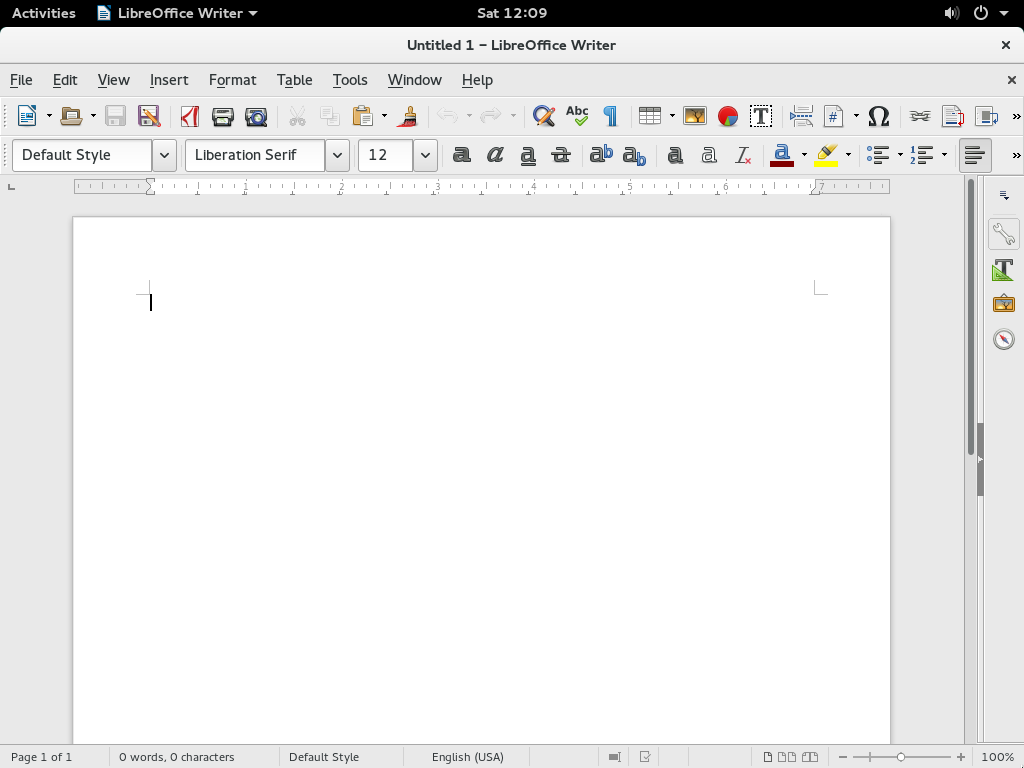 Activities LibreOffice Writer Sat 12:09
Untitled 1 – LibreOffice Writer
File Edit View Insert Format Table Tools Window Help
Abc
Default Style Liberation Serif 12
1 2 3 4 5 6 7
Page 1 of 1 0 words, 0 characters Default Style English (USA) 100%